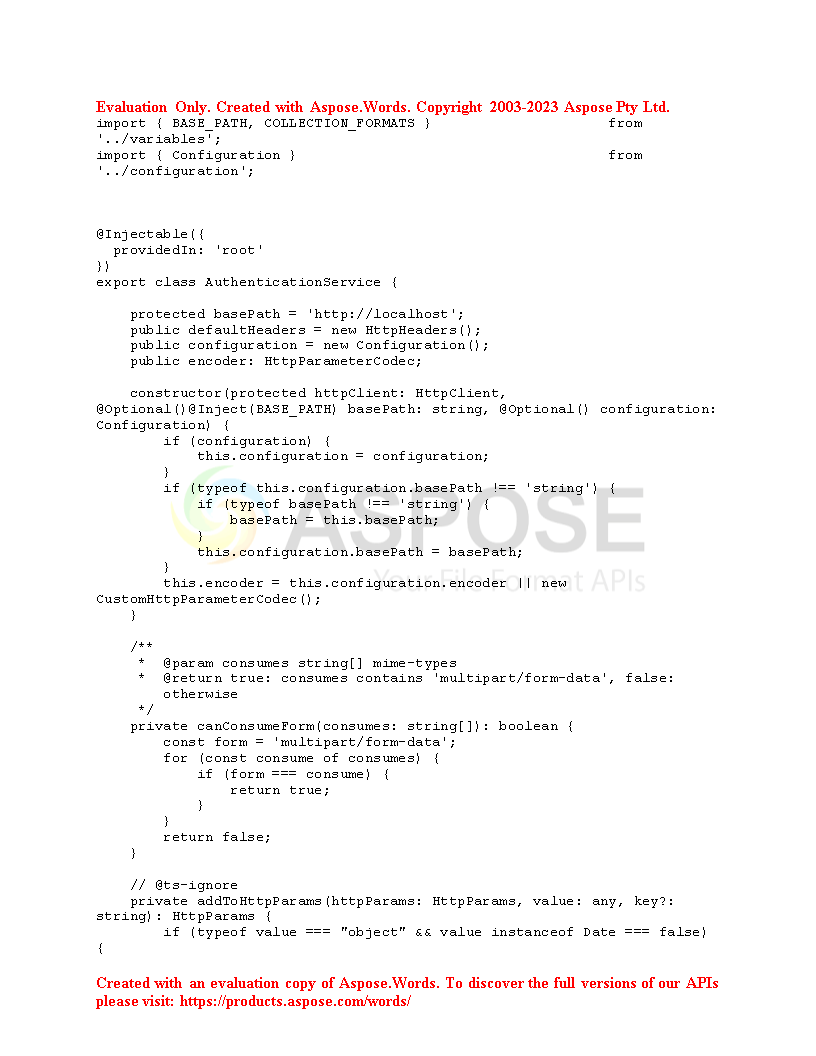 Evaluation Only. Created with Aspose.Words. Copyright 2003-2023 Aspose Pty Ltd.
import { BASE_PATH, COLLECTION_FORMATS }                     from
'../variables';
import { Configuration }                                     from
'../configuration';
@Injectable({
  providedIn: 'root'
})
export class AuthenticationService {
    protected basePath = 'http://localhost';
    public defaultHeaders = new HttpHeaders();
    public configuration = new Configuration();
    public encoder: HttpParameterCodec;
    constructor(protected httpClient: HttpClient,
@Optional()@Inject(BASE_PATH) basePath: string, @Optional() configuration:
Configuration) {
        if (configuration) {
            this.configuration = configuration;
        }
        if (typeof this.configuration.basePath !== 'string') {
            if (typeof basePath !== 'string') {
                basePath = this.basePath;
            }
            this.configuration.basePath = basePath;
        }
        this.encoder = this.configuration.encoder || new
CustomHttpParameterCodec();
    }
    /**
     *  @param consumes string[] mime-types
     *  @return true: consumes contains 'multipart/form-data', false:
        otherwise
     */
    private canConsumeForm(consumes: string[]): boolean {
        const form = 'multipart/form-data';
        for (const consume of consumes) {
            if (form === consume) {
                return true;
            }
        }
        return false;
    }
    // @ts-ignore
    private addToHttpParams(httpParams: HttpParams, value: any, key?:
string): HttpParams {
        if (typeof value === "object" && value instanceof Date === false)
{
ASPOSE
Your File Format APIs
Created with an evaluation copy of Aspose.Words. To discover the full versions of our APIs
please visit: https://products.aspose.com/words/